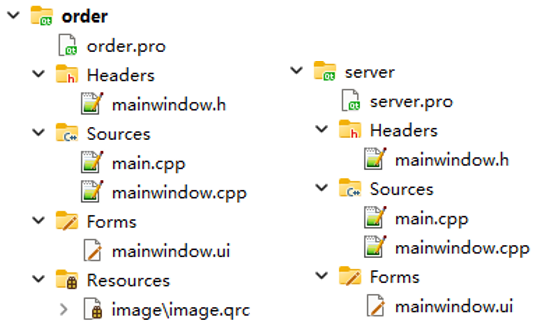 order
order.pro
Headers
mainwindow.h
Sources
main.cpp
mainwindow.cpp
Forms
mainwindow.ui
Resources
image\image.qrc
server
server.pro
Headers
mainwindow.h
Sources
main.cpp
mainwindow.cpp
Forms
mainwindow.ui